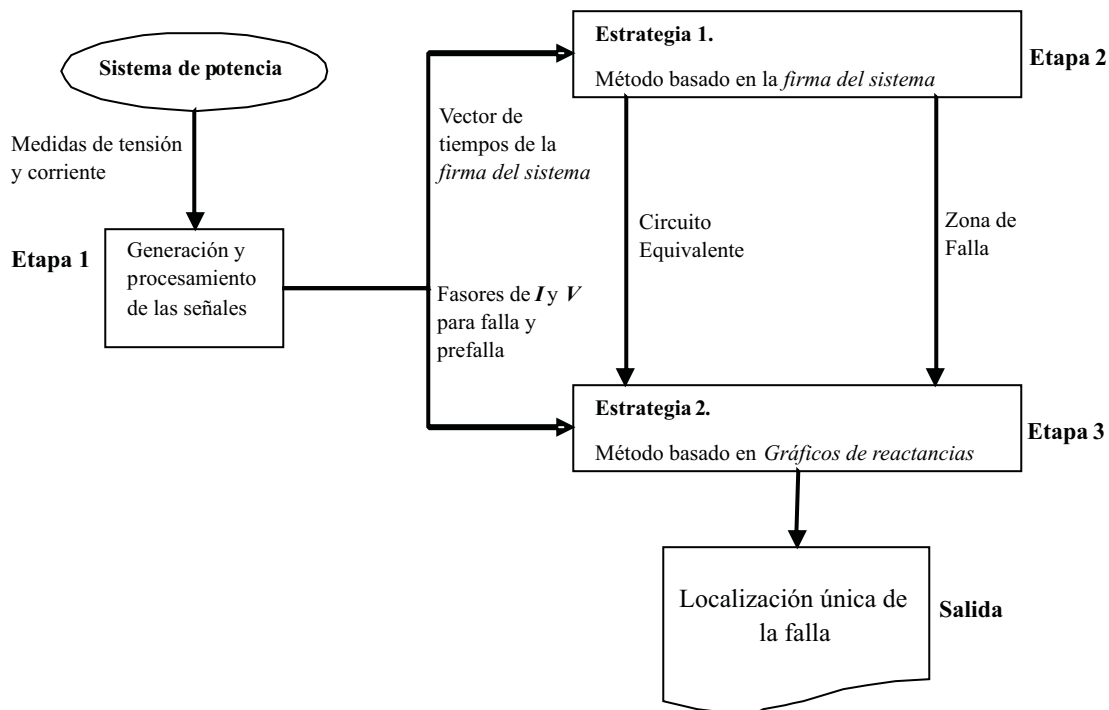 Sistema de potencia
Medidas de tensión
y corriente
Etapa 1
Generación y
procesamiento
de las señales
Vector de
tiempos de la
firma del sistema
Fasores de I y V
para falla y
prefalla
Estrategia 1.
Método basado en la firma del sistema
Etapa 2
Circuito
Equivalente
Zona de
Falla
Estrategia 2.
Método basado en Gráficos de reactancias
Etapa 3
Localización única de
la falla
Salida